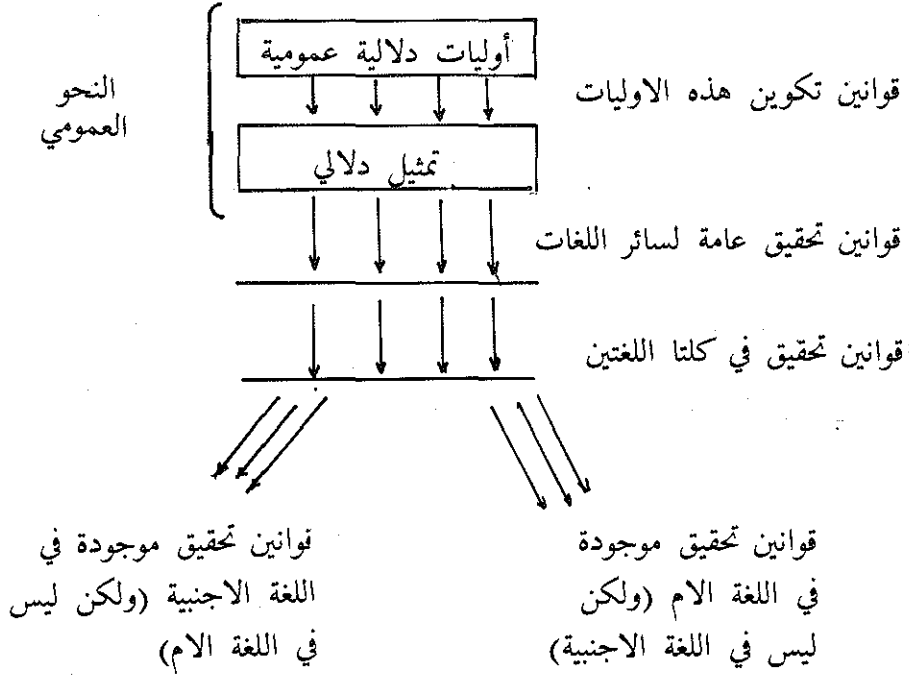 أوليات دلالية عمومية
قوانين تكوين هذه الاوليات
النحو
العمومي
تمثيل دلالي
قوانين تحقيق عامة لسائر اللغات
قوانين تحقيق في كلتا اللغتين
قوانين تحقيق موجودة
في اللغة الام (ولكن
ليس في اللغة الاجنبية)
قوانين تحقيق موجودة في
اللغة الاجنبية (ولكن ليس
في اللغة الام)